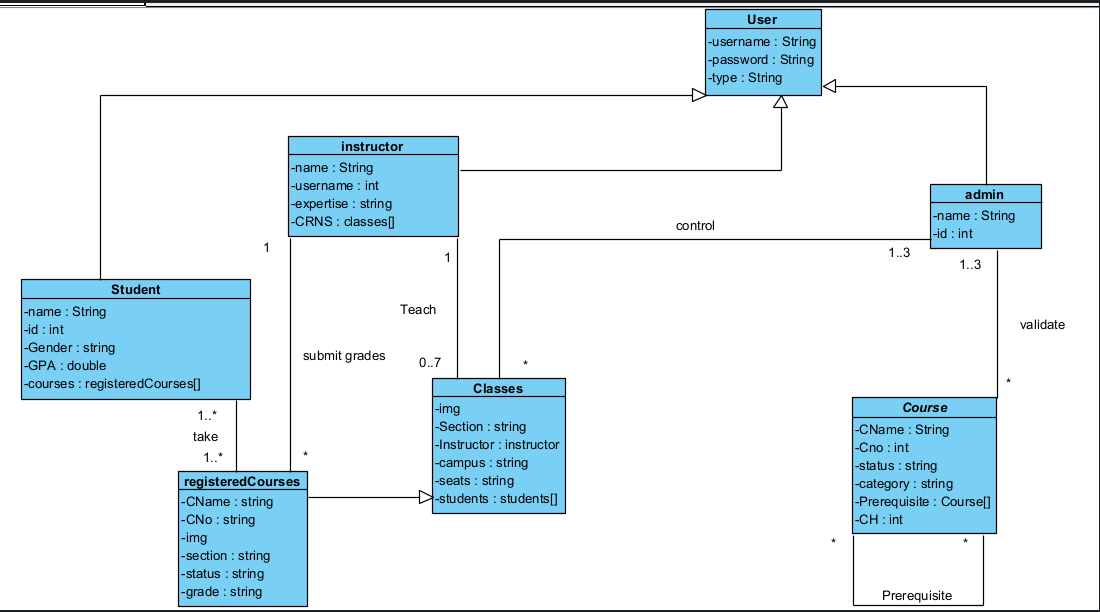 User
-username : String
-password : String
-type : String
instructor
-name : String
-username : int
-expertise : string
-CRNS : classes[]
admin
-name : String
-id : int
control
1
1
1..3
1..3
Student
-name : String
-id : int
-Gender : string
-GPA : double
-courses : registeredCourses[]
Teach
validate
submit grades
0..7
*
*
Classes
-img
-Section : string
-Instructor : instructor
-campus : string
-seats : string
-students : students[]
Course
-CName : String
-Cno : int
-status : string
-category : string
-Prerequisite : Course[]
-CH : int
1..*
take
1..*
*
registeredCourses
-CName : string
-CNo : string
-img
-section : string
-status : string
-grade : string
*
*
Prerequisite